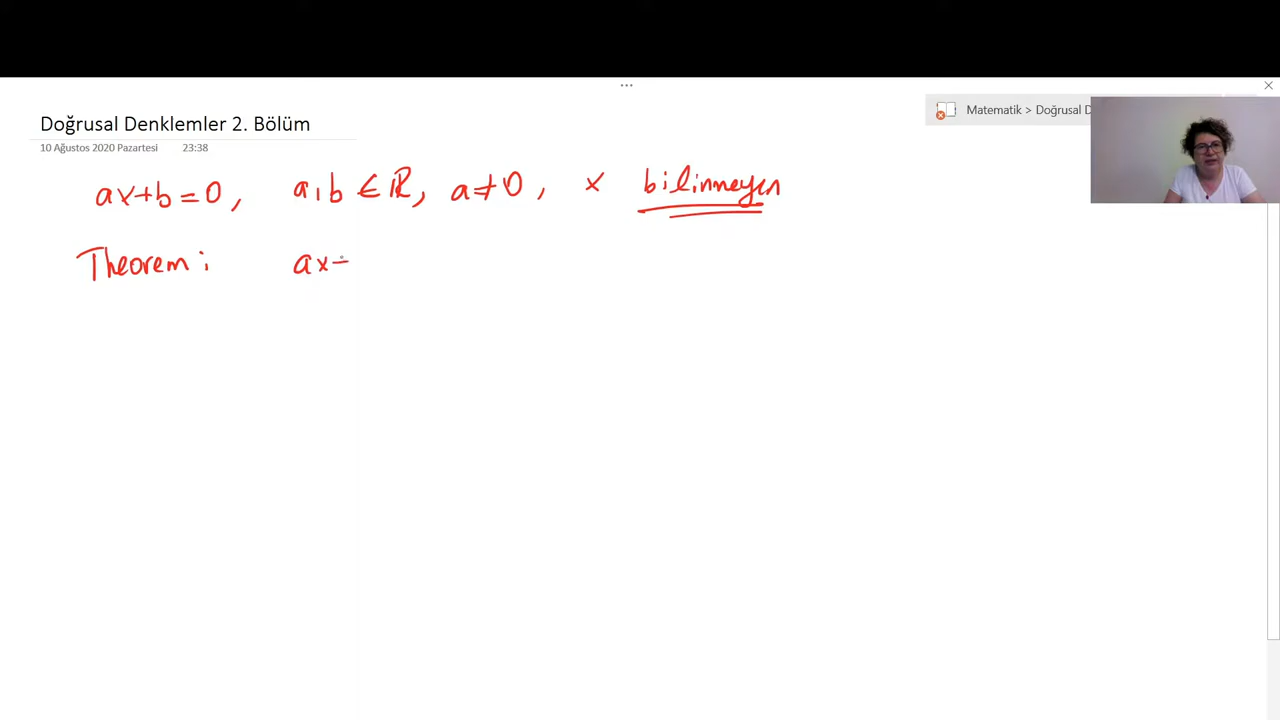 ...
Matematik > Doğrusal D
Doğrusal Denklemler 2. Bölüm
10 Ağustos 2020 Pazartesi 23:38
ax+b=0, a,b ∈ ℝ, a≠0, x bilinmeyen
Theorem: ax-